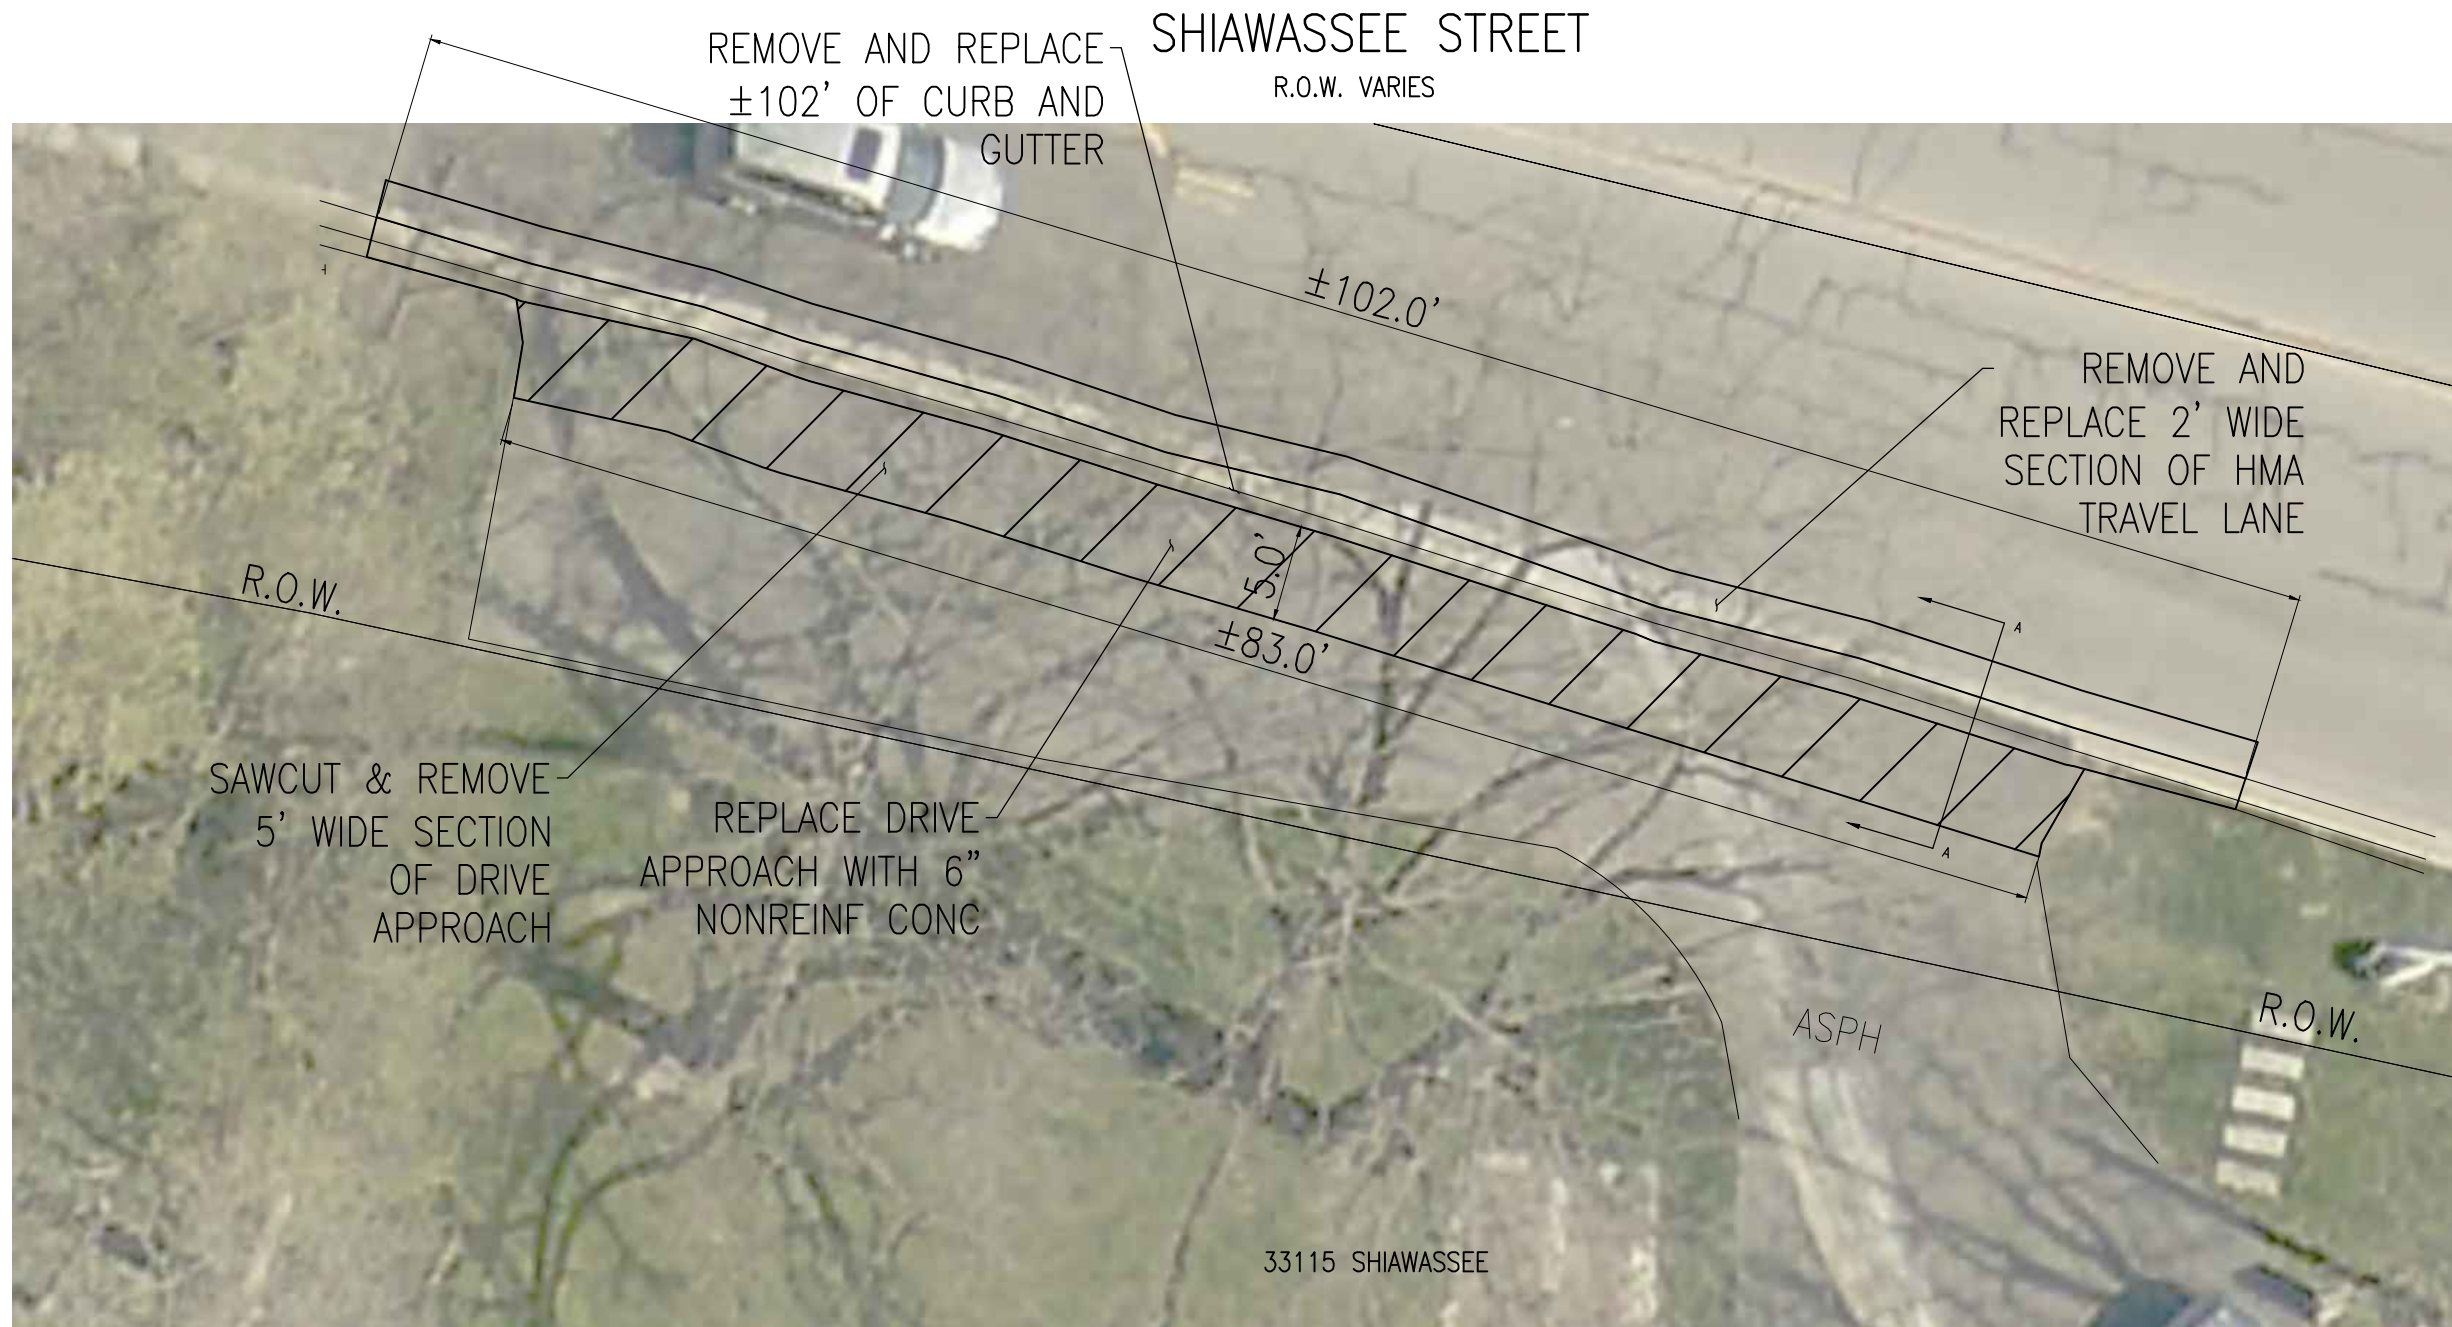 SHIAWASSEE STREET
R.O.W. VARIES
REMOVE AND REPLACE
±102' OF CURB AND
GUTTER
±102.0'
REMOVE AND
REPLACE 2' WIDE
SECTION OF HMA
TRAVEL LANE
5.0'
±83.0'
R.O.W.
A
A
SAWCUT & REMOVE
5' WIDE SECTION
OF DRIVE
APPROACH
REPLACE DRIVE
APPROACH WITH 6"
NONREINF CONC
ASPH
R.O.W.
33115 SHIAWASSEE